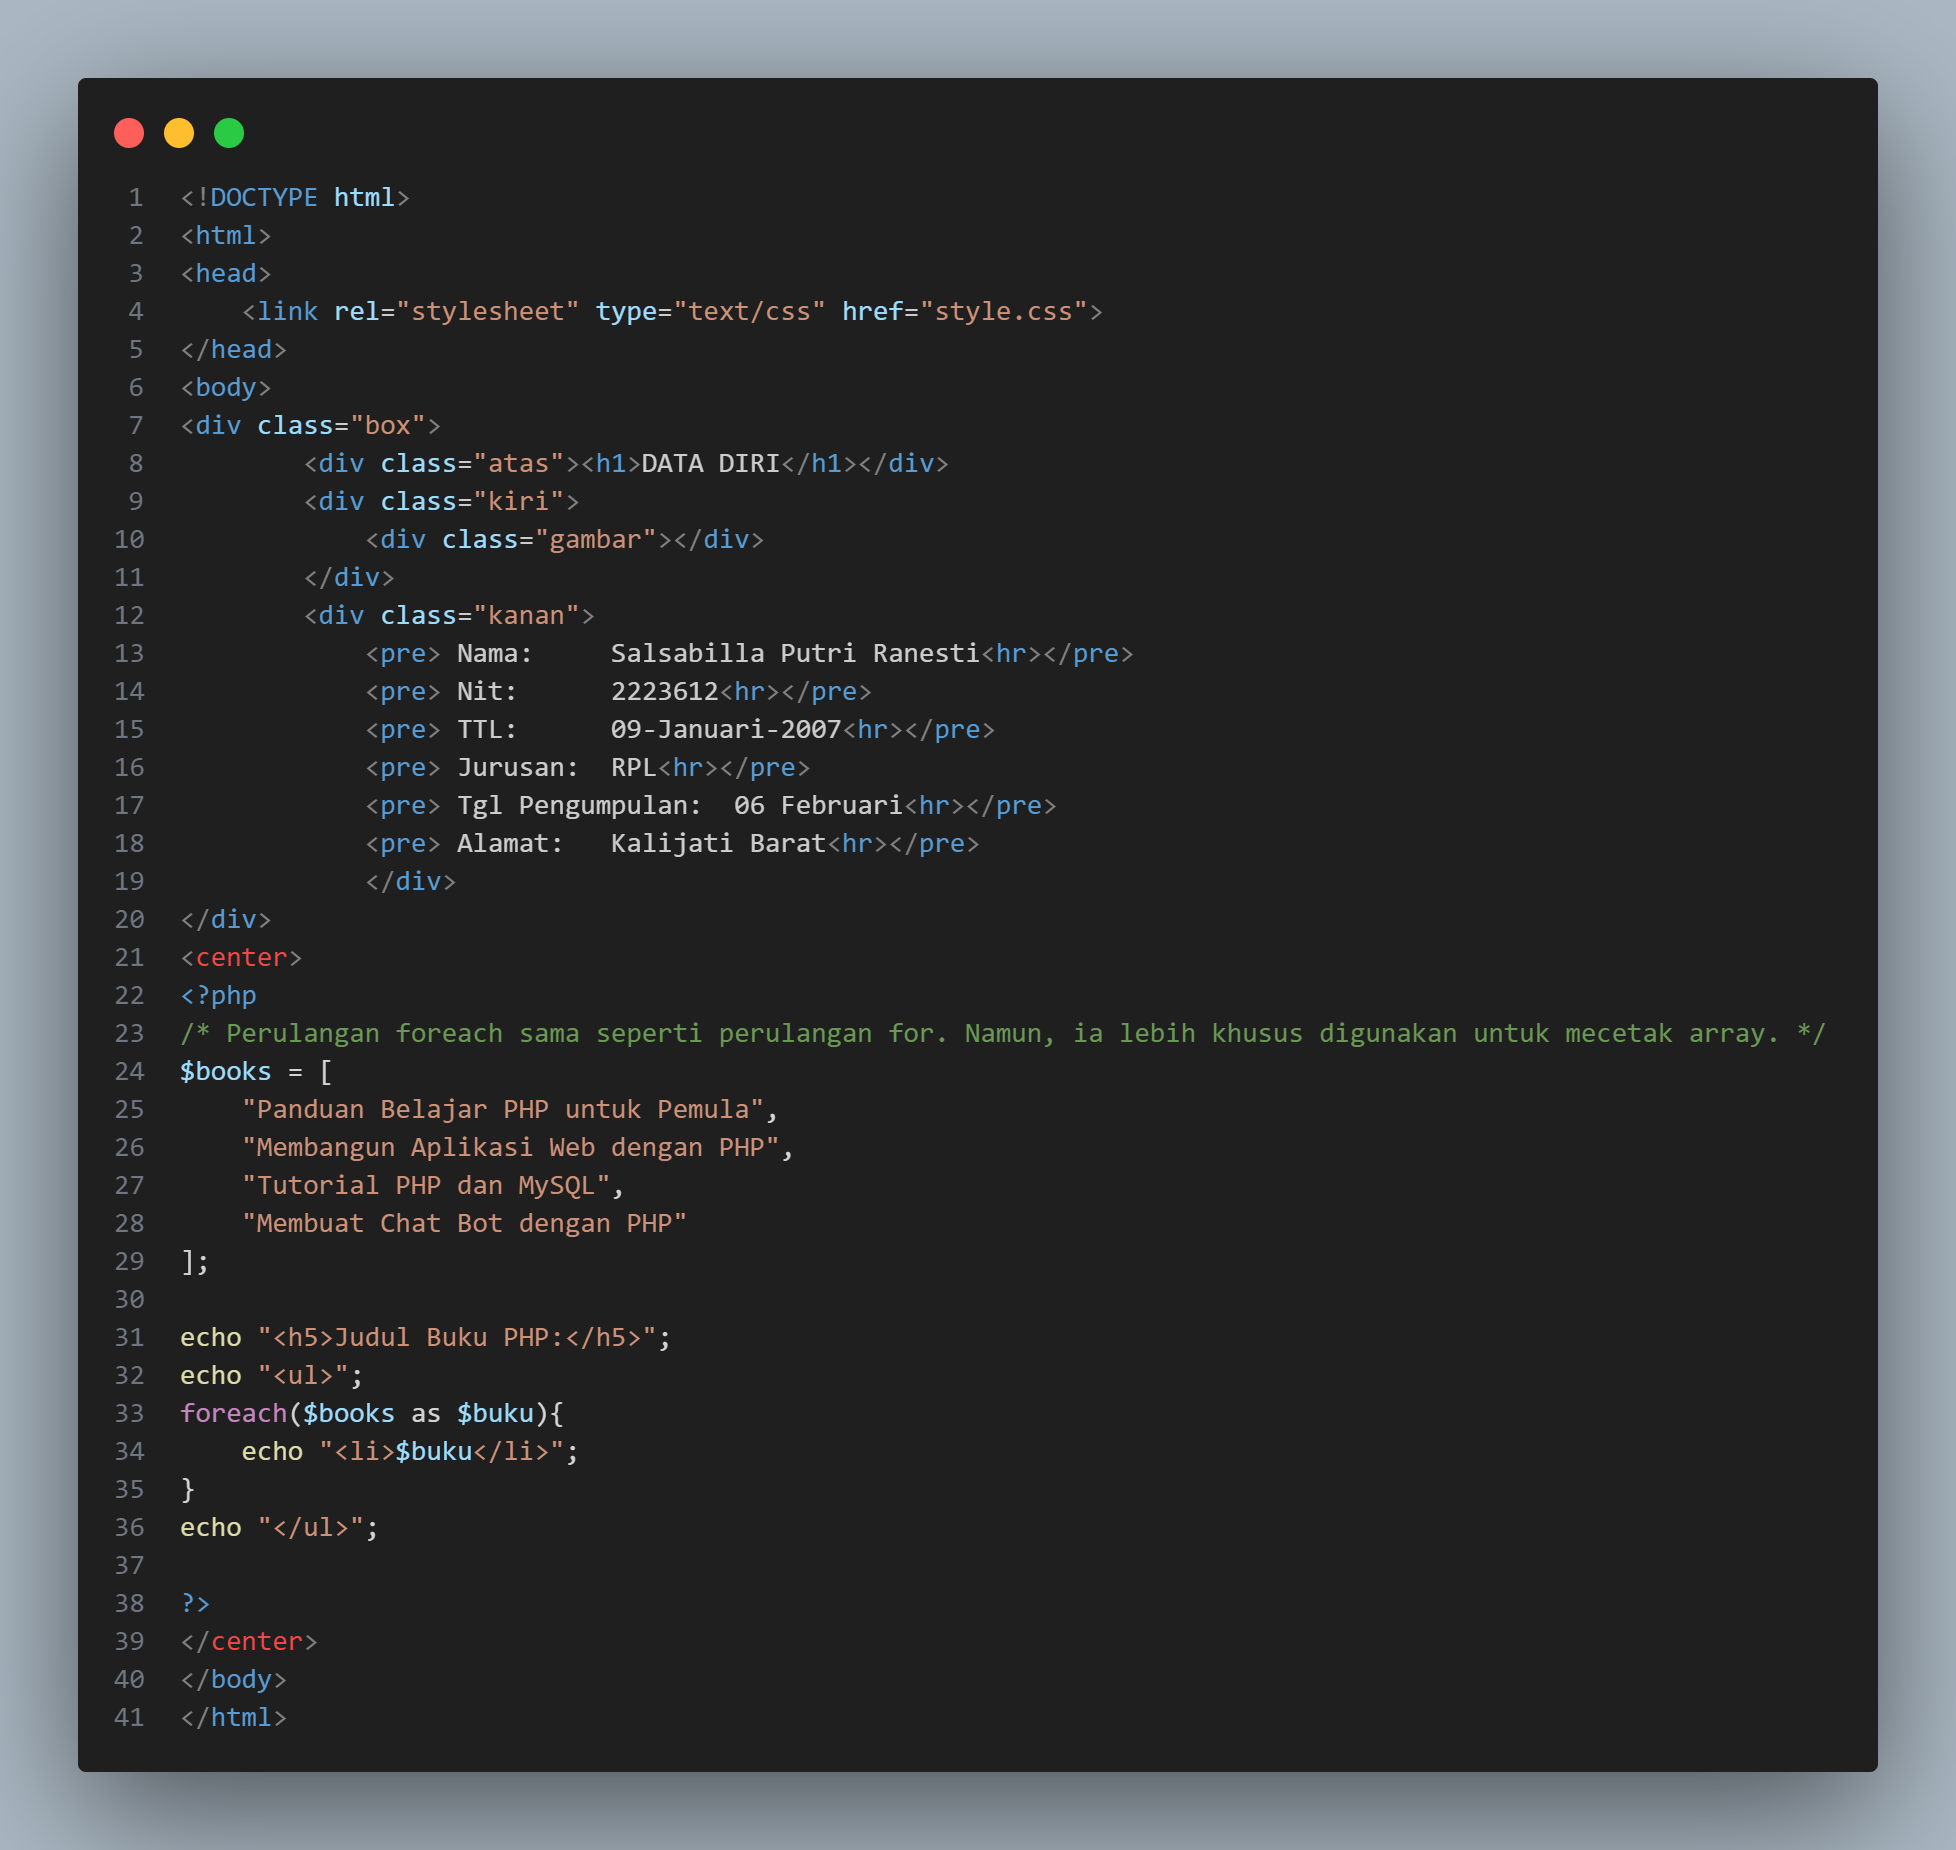 1 <!DOCTYPE html>
2 <html>
3 <head>
4     <link rel="stylesheet" type="text/css" href="style.css">
5 </head>
6 <body>
7 <div class="box">
8         <div class="atas"><h1>DATA DIRI</h1></div>
9         <div class="kiri">
10             <div class="gambar"></div>
11         </div>
12         <div class="kanan">
13             <pre> Nama:     Salsabilla Putri Ranesti<hr></pre>
14             <pre> Nit:      2223612<hr></pre>
15             <pre> TTL:      09-Januari-2007<hr></pre>
16             <pre> Jurusan:  RPL<hr></pre>
17             <pre> Tgl Pengumpulan:  06 Februari<hr></pre>
18             <pre> Alamat:   Kalijati Barat<hr></pre>
19             </div>
20 </div>
21 <center>
22 <?php
23 /* Perulangan foreach sama seperti perulangan for. Namun, ia lebih khusus digunakan untuk mecetak array. */
24 $books = [
25     "Panduan Belajar PHP untuk Pemula",
26     "Membangun Aplikasi Web dengan PHP",
27     "Tutorial PHP dan MySQL",
28     "Membuat Chat Bot dengan PHP"
29 ];
30
31 echo "<h5>Judul Buku PHP:</h5>";
32 echo "<ul>";
33 foreach($books as $buku){
34     echo "<li>$buku</li>";
35 }
36 echo "</ul>";
37
38 ?>
39 </center>
40 </body>
41 </html>